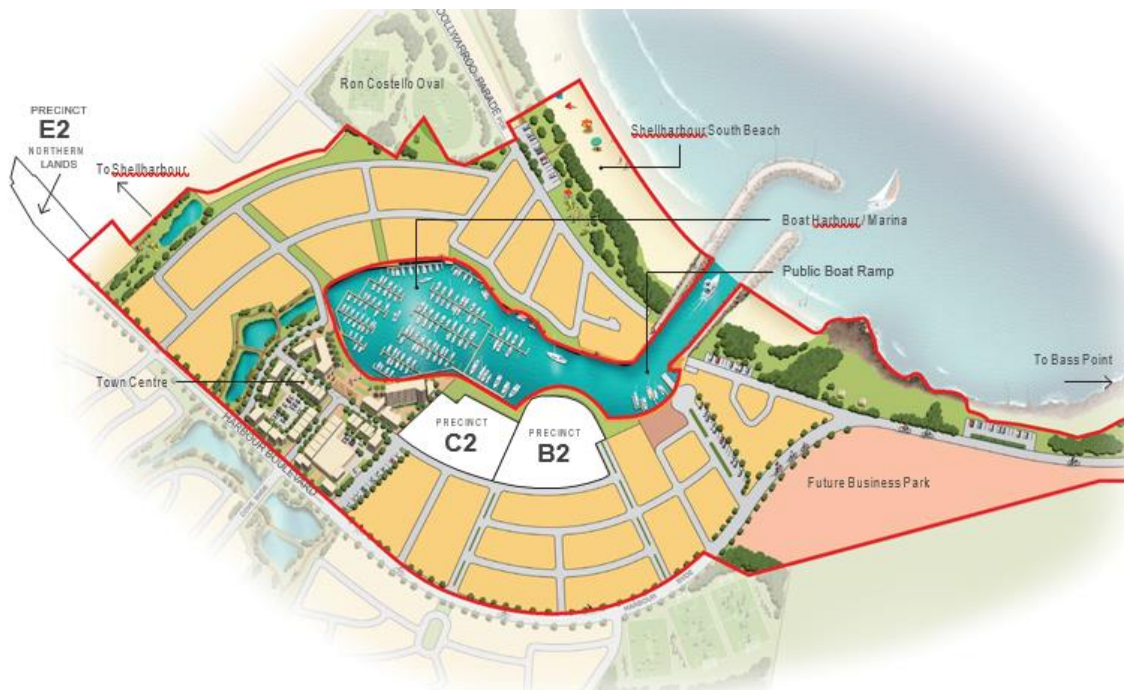 Ron Costello Oval
PRECINCT
E2
NORTHERN
LANDS
To Shellharbour
Shellharbour South Beach
Boat Harbour / Marina
Public Boat Ramp
To Bass Point
Town Centre
HARBOUR BOULEVARD
PRECINCT
C2
PRECINCT
B2
Future Business Park
HARBOUR